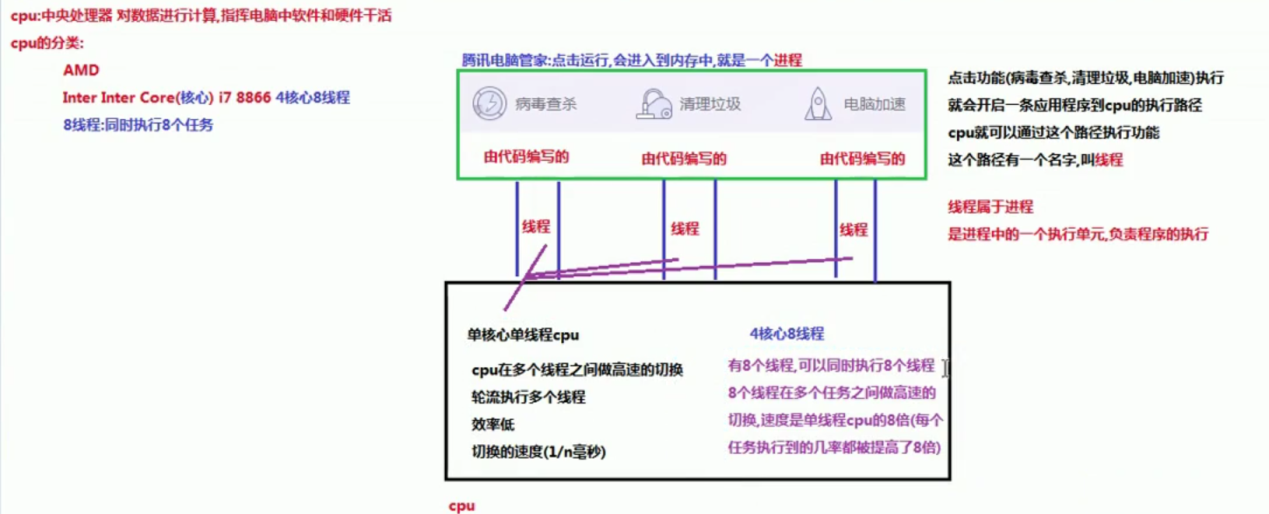 cpu:中央处理器 对数据进行计算,指挥电脑中软件和硬件干活
cpu的分类:
AMD
Inter Inter Core(核心) i7 8866 4核心8线程
8线程:同时执行8个任务
腾讯电脑管家:点击运行,会进入到内存中,就是一个进程
病毒查杀 清理垃圾 电脑加速
由代码编写的 由代码编写的 由代码编写的
线程 线程 线程
点击功能(病毒查杀,清理垃圾,电脑加速)执行
就会开启一条应用程序到cpu的执行路径
cpu就可以通过这个路径执行功能
这个路径有一个名字,叫线程
线程属于进程
是进程中的一个执行单元,负责程序的执行
单核心单线程cpu
cpu在多个线程之间做高速的切换
轮流执行多个线程
效率低
切换的速度(1/n毫秒)
4核心8线程
有8个线程,可以同时执行8个线程
8个线程在多个任务之间做高速的
切换,速度是单线程cpu的8倍(每个
任务执行到的几率都被提高了8倍)
cpu